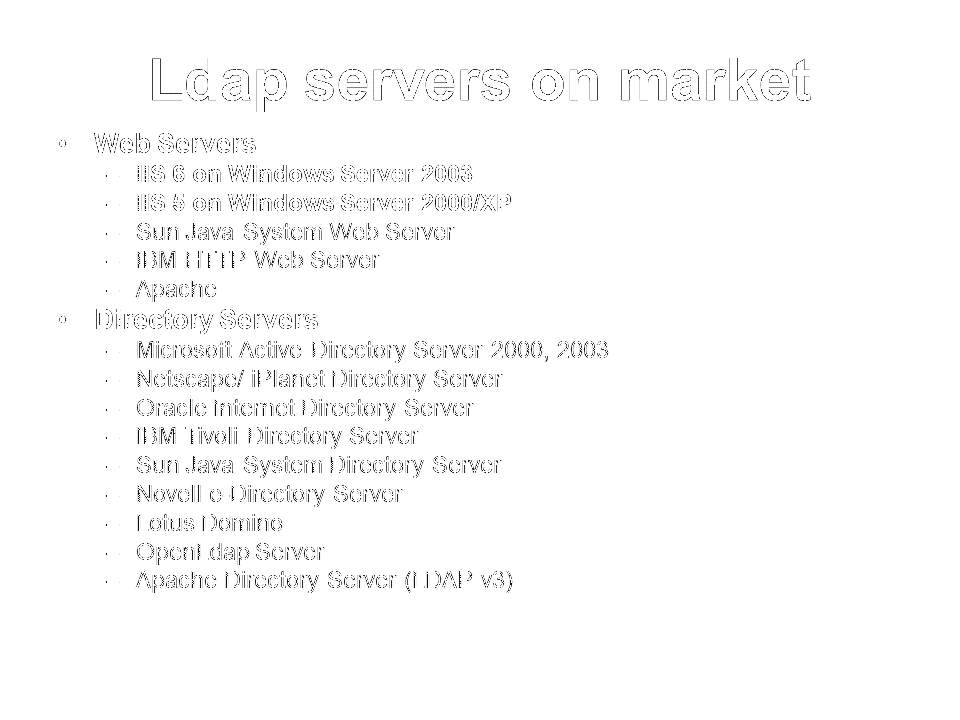 Ldap servers on market
• Web Servers
– IIS 6 on Windows Server 2003
– IIS 5 on Windows Server 2000/XP
– Sun Java System Web Server
– IBM HTTP Web Server
– Apache
• Directory Servers
– Microsoft Active Directory Server 2000, 2003
– Netscape/ iPlanet Directory Server
– Oracle Internet Directory Server
– IBM Tivoli Directory Server
– Sun Java System Directory Server
– Novell e-Directory Server
– Lotus Domino
– OpenLdap Server
– Apache Directory Server (LDAP v3)